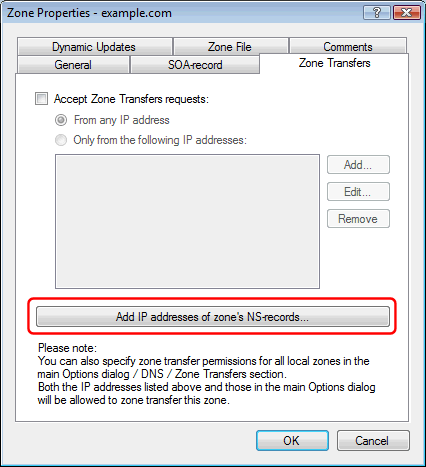 Zone Properties - example.com
Dynamic Updates
Zone File
Comments
General
SOA-record
Zone Transfers
Accept Zone Transfers requests:
From any IP address
Only from the following IP addresses:
Add...
Edit...
Remove
Add IP addresses of zone's NS-records...
Please note:
You can also specify zone transfer permissions for all local zones in the
main Options dialog / DNS / Zone Transfers section.
Both the IP addresses listed above and those in the main Options dialog
will be allowed to zone transfer this zone.
OK
Cancel